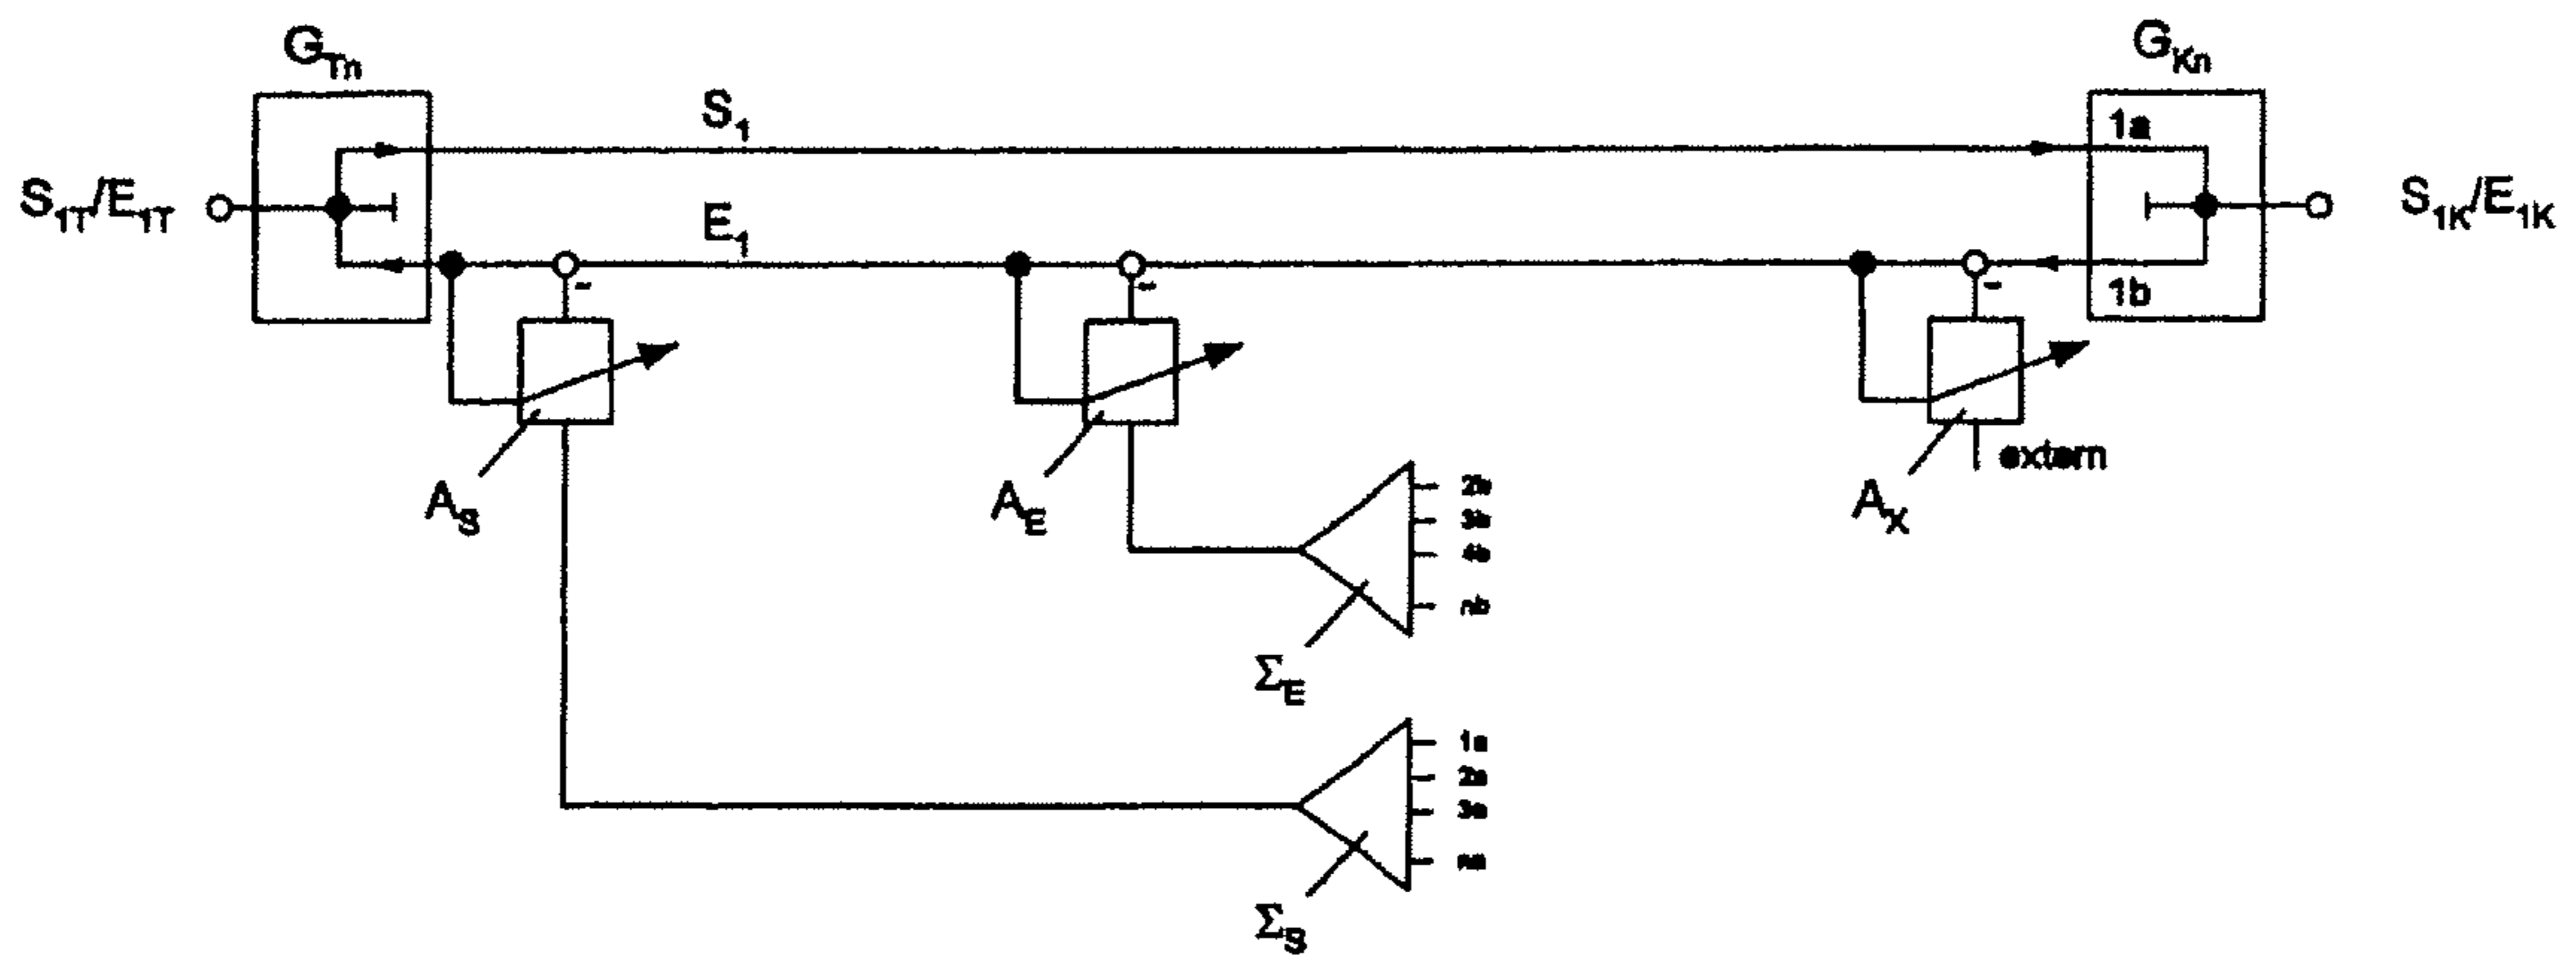 G_Tn
G_Kn
S_1
1a
S_1T/E_1T
S_1K/E_1K
E_1
1b
-
-
-
extern
A_S
A_E
A_X
2b
3b
4b
nb
Σ_E
1a
2a
3a
na
Σ_S